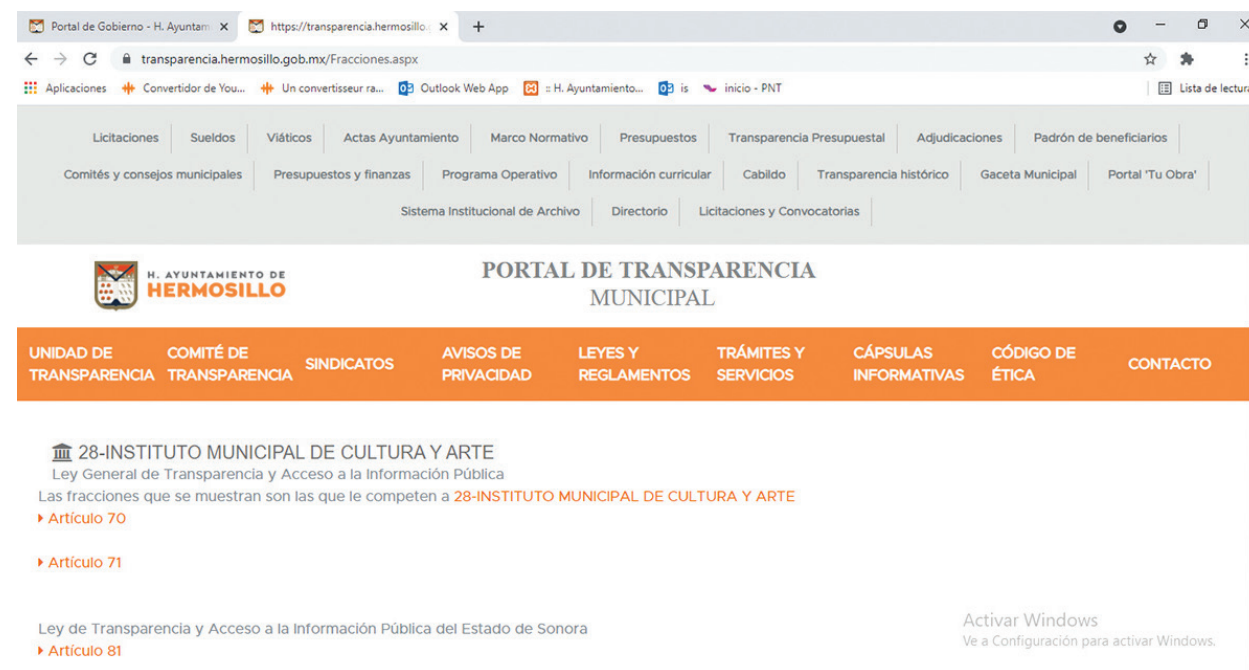 Portal de Gobierno - H. Ayuntam
https://transparencia.hermosillo.
transparencia.hermosillo.gob.mx/Fracciones.aspx
Aplicaciones Convertidor de You... Un convertisseur ra... Outlook Web App :: H. Ayuntamiento... is inicio - PNT Lista de lectura
Licitaciones Sueldos Viáticos Actas Ayuntamiento Marco Normativo Presupuestos Transparencia Presupuestal Adjudicaciones Padrón de beneficiarios
Comités y consejos municipales Presupuestos y finanzas Programa Operativo Información curricular Cabildo Transparencia histórico Gaceta Municipal Portal 'Tu Obra'
Sistema Institucional de Archivo Directorio Licitaciones y Convocatorias
H. AYUNTAMIENTO DE
HERMOSILLO
PORTAL DE TRANSPARENCIA
MUNICIPAL
UNIDAD DE
TRANSPARENCIA
COMITÉ DE
TRANSPARENCIA
SINDICATOS
AVISOS DE
PRIVACIDAD
LEYES Y
REGLAMENTOS
TRÁMITES Y
SERVICIOS
CÁPSULAS
INFORMATIVAS
CÓDIGO DE
ÉTICA
CONTACTO
28-INSTITUTO MUNICIPAL DE CULTURA Y ARTE
Ley General de Transparencia y Acceso a la Información Pública
Las fracciones que se muestran son las que le competen a 28-INSTITUTO MUNICIPAL DE CULTURA Y ARTE
Artículo 70
Artículo 71
Ley de Transparencia y Acceso a la Información Pública del Estado de Sonora
Artículo 81
Activar Windows
Ve a Configuración para activar Windows.